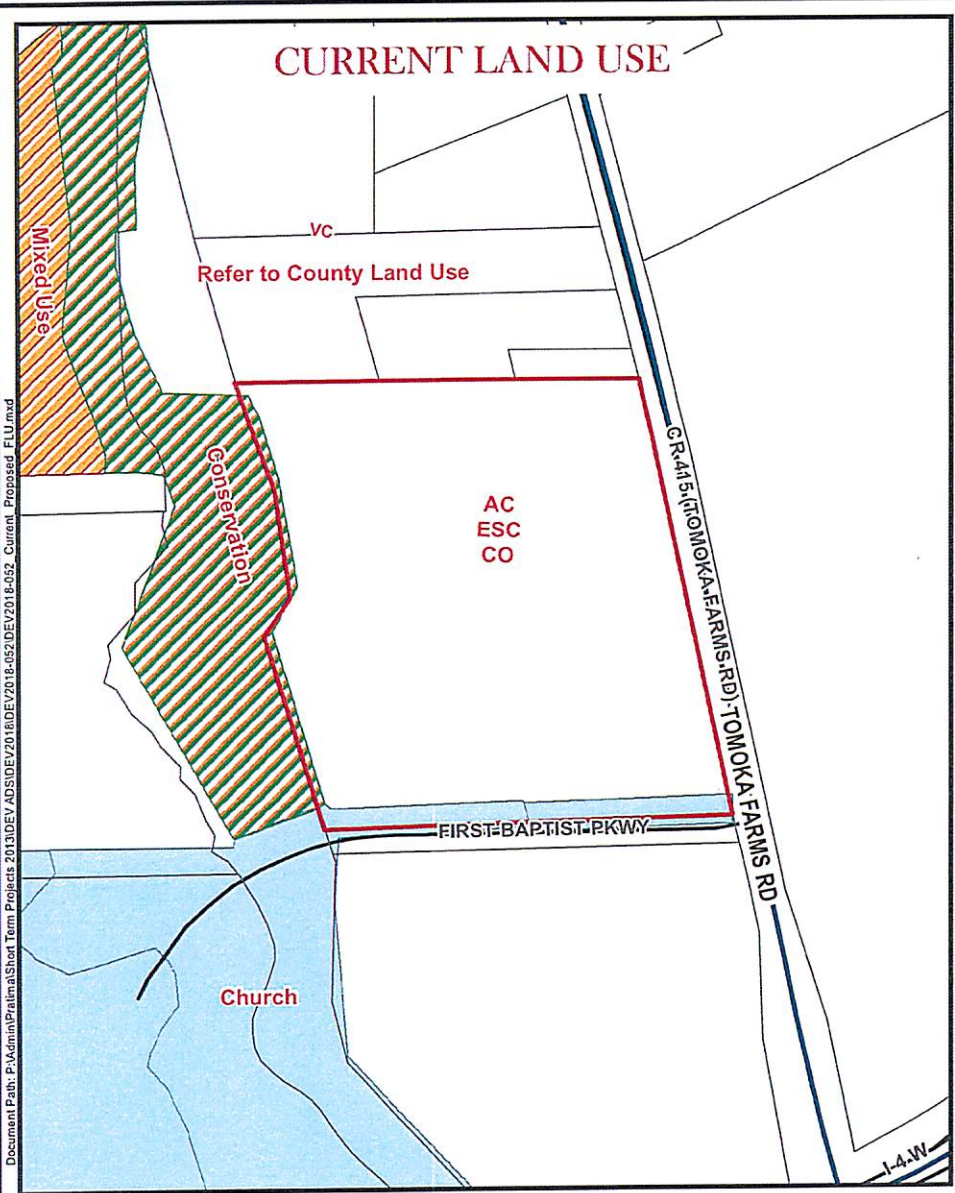 CURRENT LAND USE
VC
Refer to County Land Use
Mixed Use
Conservation
AC
ESC
CO
CR 415 (TOMOKA FARMS RD)-TOMOKA FARMS RD
FIRST BAPTIST PKWY
Church
I-4 W
Document Path: P:\Admin\Pratima\Short Term Projects 2013\DEV ADS\DEV2018\DEV2018-052\DEV2018-052_Current_Proposed_FLU.mxd